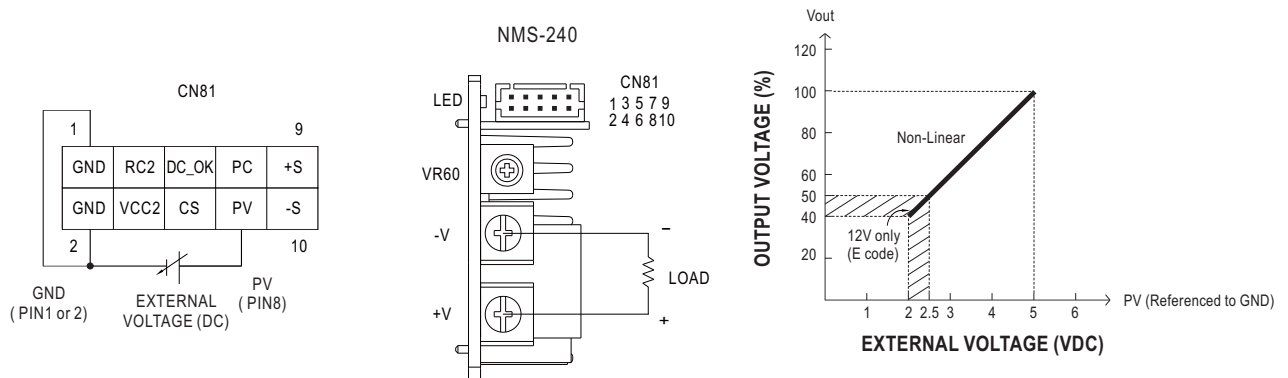 CN81
1 9
GND RC2 DC_OK PC +S
GND VCC2 CS PV -S
2 10
GND
( PIN1 or 2)
EXTERNAL
VOLTAGE (DC)
PV
( PIN8)
NMS-240
LED
CN81
1 3 5 7 9
2 4 6 8 10
VR60
-V
+V
−
LOAD
+
Vout
OUTPUT VOLTAGE (%)
120
100
80
60
50
40
20
Non-Linear
12V only
(E code)
1 2 2.5 3 4 5 6
PV (Referenced to GND)
EXTERNAL VOLTAGE (VDC)